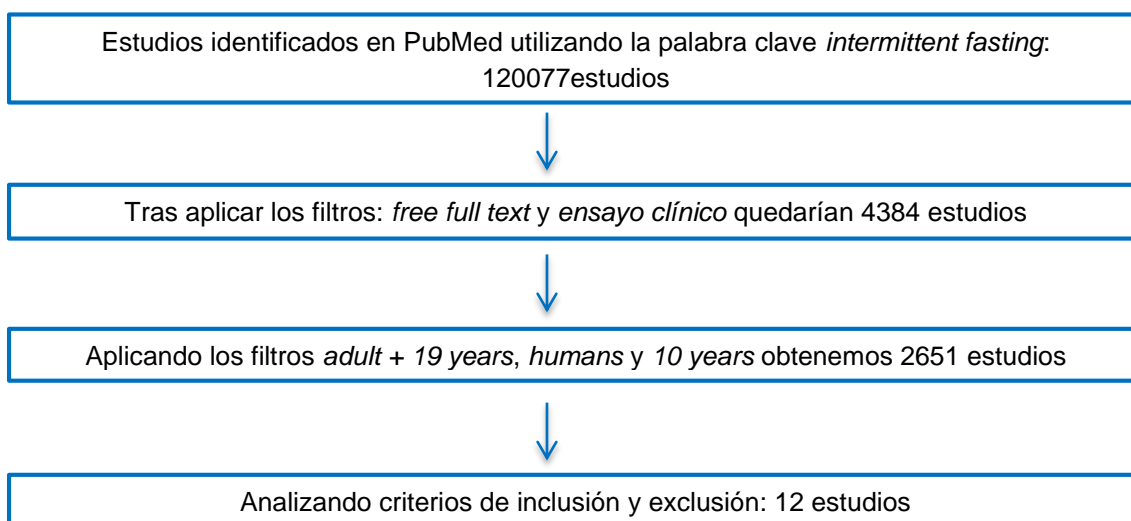 Estudios identificados en PubMed utilizando la palabra clave intermittent fasting:
120077estudios
Tras aplicar los filtros: free full text y ensayo clínico quedarían 4384 estudios
Aplicando los filtros adult + 19 years, humans y 10 years obtenemos 2651 estudios
Analizando criterios de inclusión y exclusión: 12 estudios